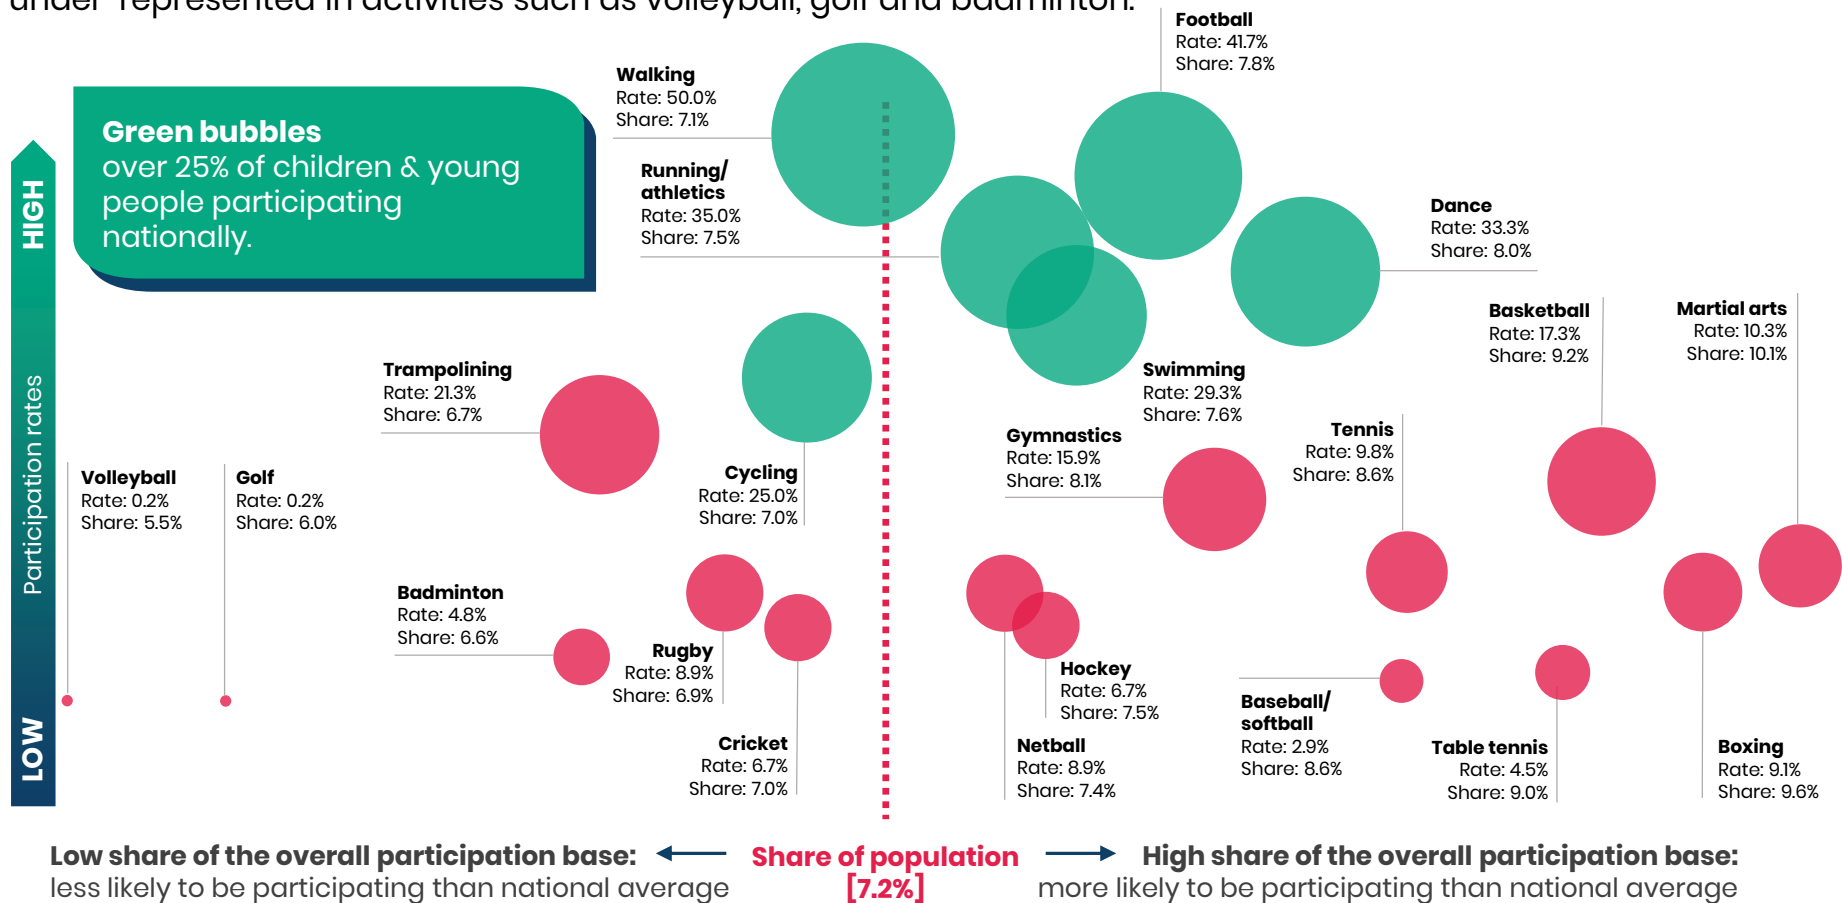 under-represented in activities such as volleyball, golf and badminton.
Football
Rate: 41.7%
Share: 7.8%
Walking
Rate: 50.0%
Share: 7.1%
Green bubbles
over 25% of children & young
people participating
nationally.
Running/
athletics
Rate: 35.0%
Share: 7.5%
Dance
Rate: 33.3%
Share: 8.0%
HIGH
Participation rates
LOW
Basketball
Rate: 17.3%
Share: 9.2%
Martial arts
Rate: 10.3%
Share: 10.1%
Trampolining
Rate: 21.3%
Share: 6.7%
Swimming
Rate: 29.3%
Share: 7.6%
Gymnastics
Rate: 15.9%
Share: 8.1%
Tennis
Rate: 9.8%
Share: 8.6%
Volleyball
Rate: 0.2%
Share: 5.5%
Golf
Rate: 0.2%
Share: 6.0%
Cycling
Rate: 25.0%
Share: 7.0%
Badminton
Rate: 4.8%
Share: 6.6%
Rugby
Rate: 8.9%
Share: 6.9%
Hockey
Rate: 6.7%
Share: 7.5%
Baseball/
softball
Rate: 2.9%
Share: 8.6%
Cricket
Rate: 6.7%
Share: 7.0%
Netball
Rate: 8.9%
Share: 7.4%
Table tennis
Rate: 4.5%
Share: 9.0%
Boxing
Rate: 9.1%
Share: 9.6%
Low share of the overall participation base:
less likely to be participating than national average
Share of population
[7.2%]
High share of the overall participation base:
more likely to be participating than national average